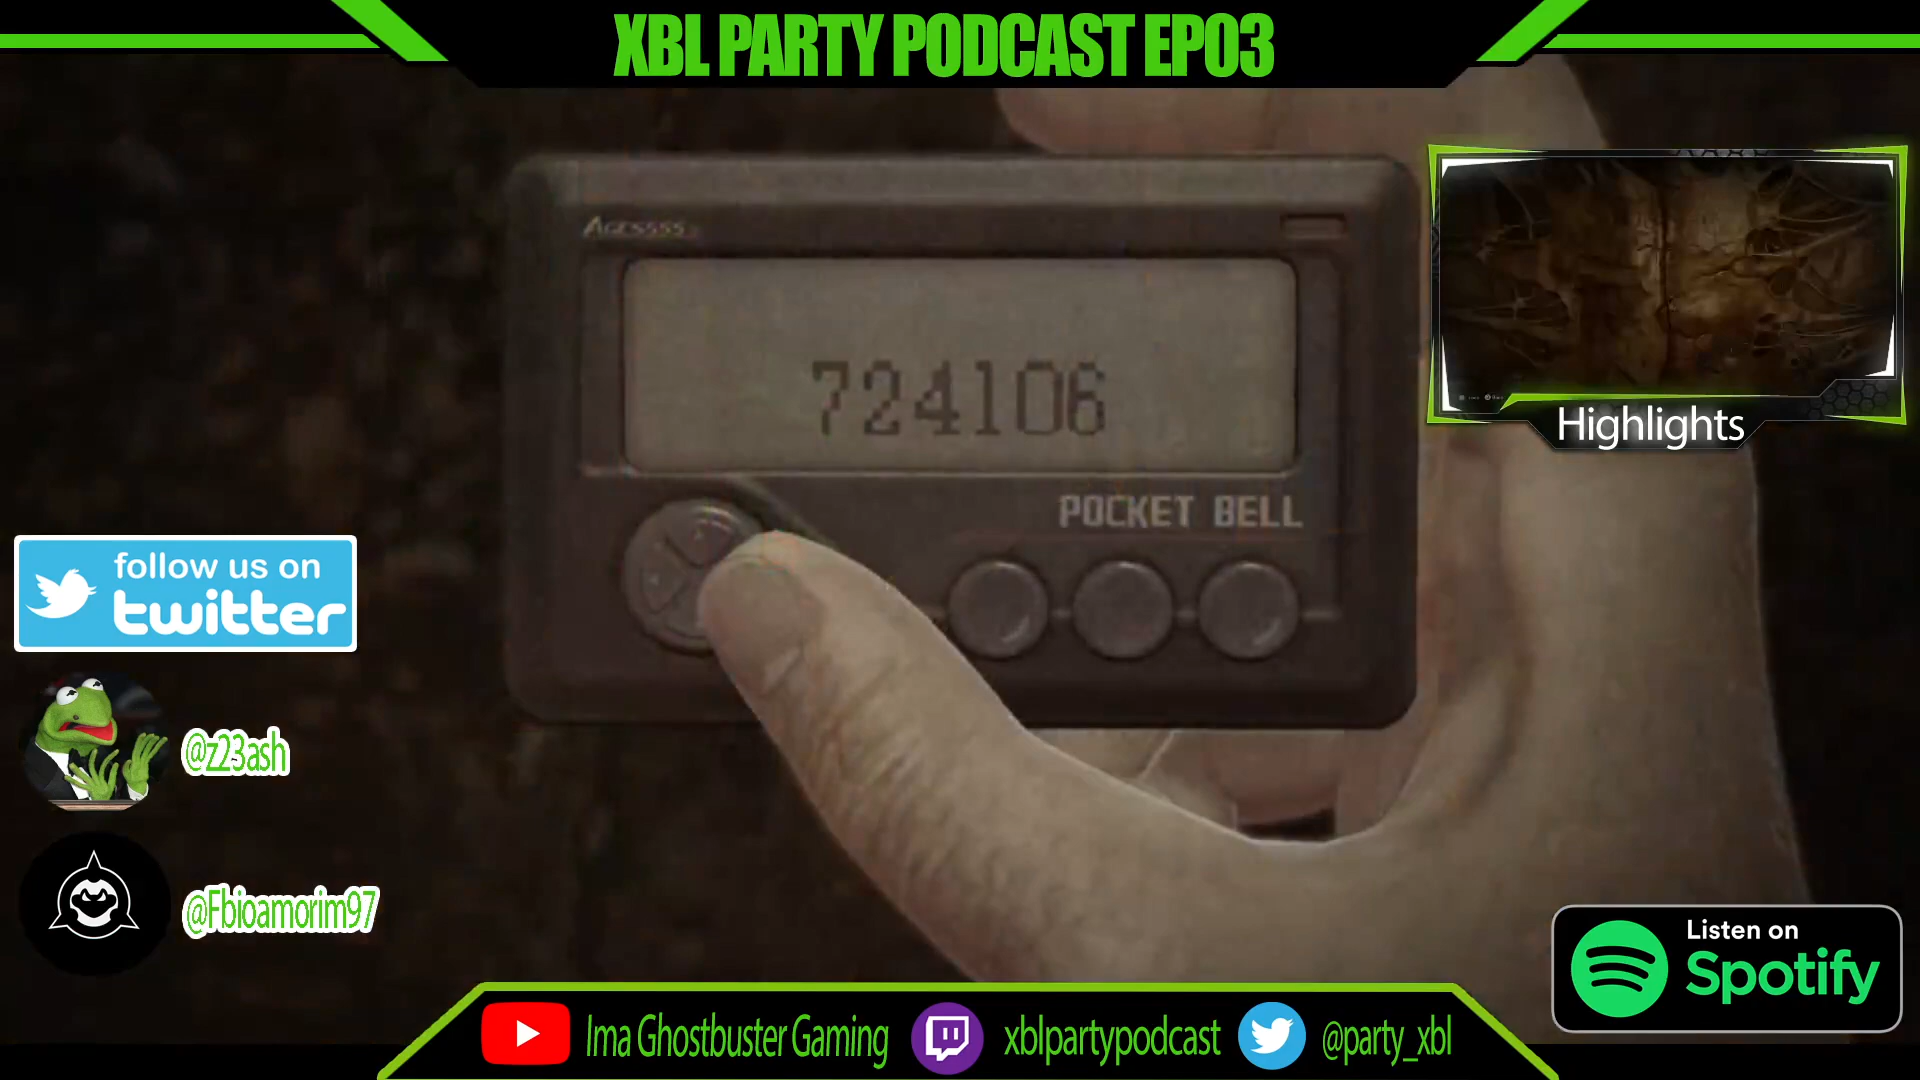 XBL PARTY PODCAST EP03
AGES5S5
724106
POCKET BELL
Highlights
follow us on
twitter
@z23ash
@Fbioamorim97
Listen on
Spotify
Ima Ghostbuster Gaming
xblpartypodcast
@party_xbl